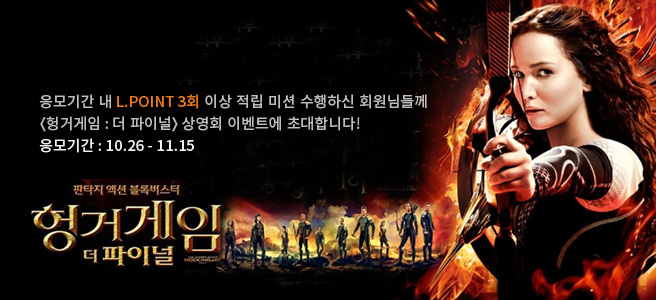 응모기간 내 L.POINT 3회 이상 적립 미션 수행하신 회원님들께
<헝거게임 : 더 파이널> 상영회 이벤트에 초대합니다!
응모기간 : 10.26 - 11.15
판타지 액션 블록버스터
헝거게임
더 파이널
MOCKINGJAY